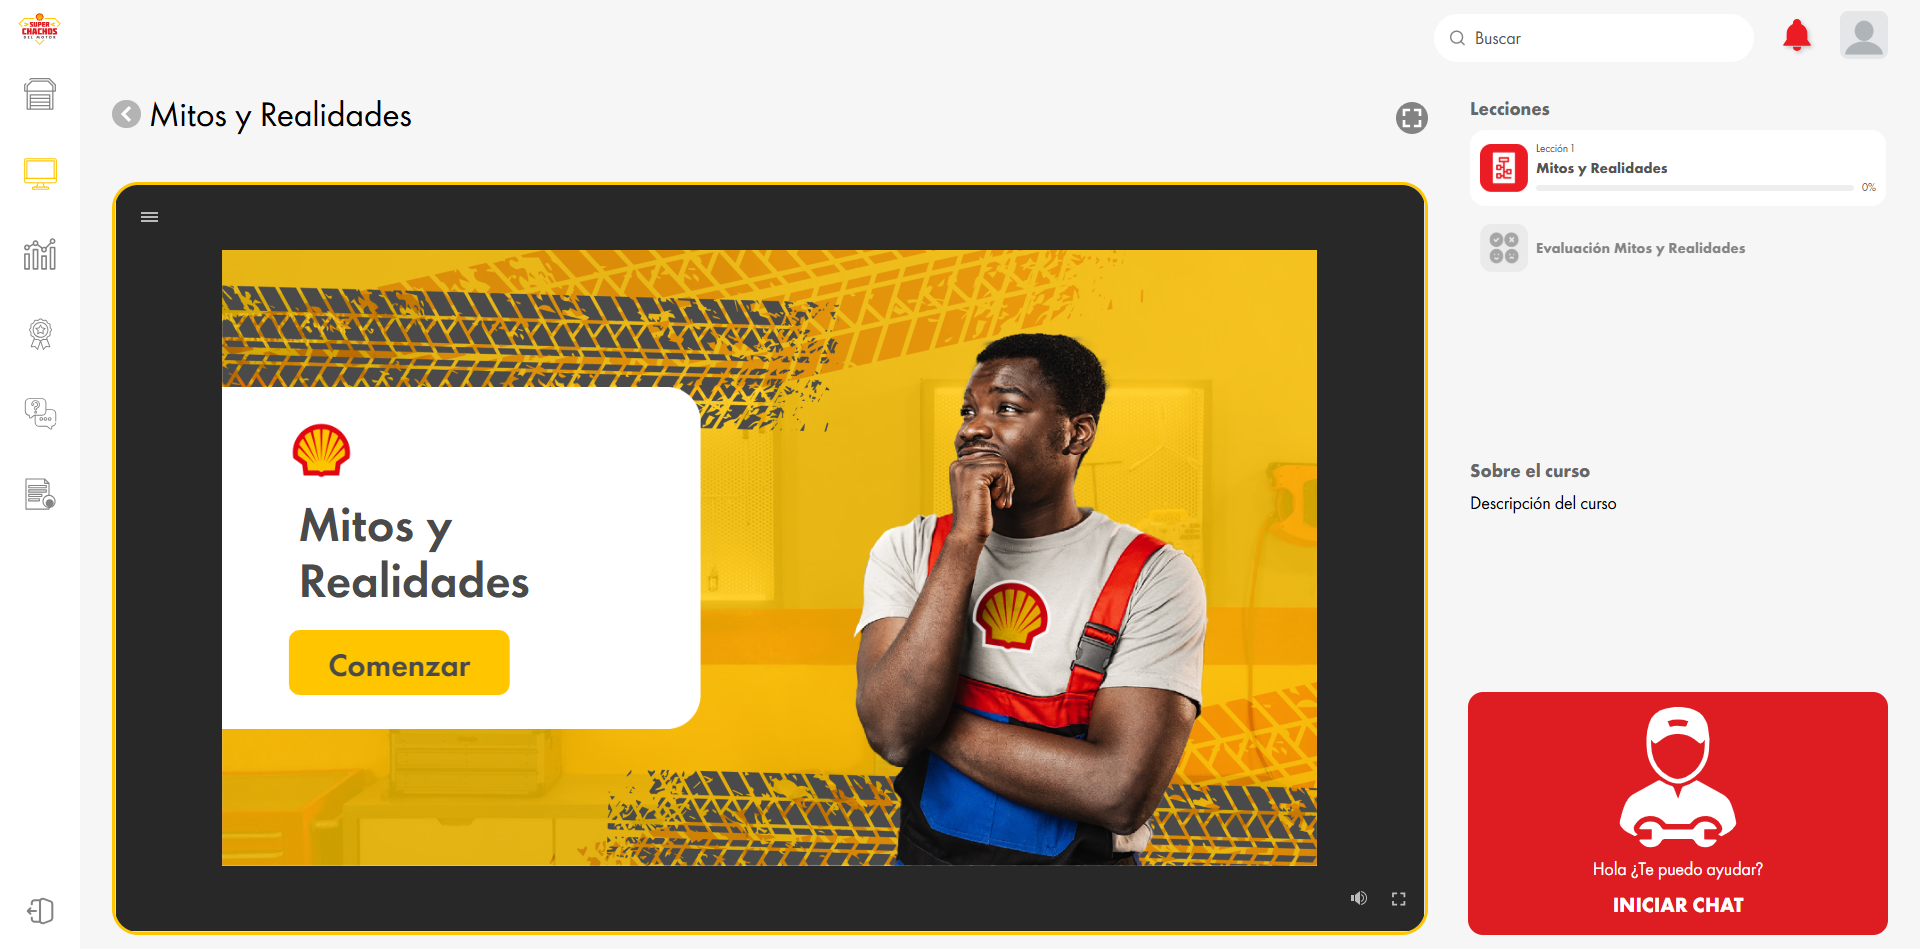 SUPER
CHACHOS
DEL MOTOR
Buscar
Mitos y Realidades
Lecciones
Lección 1
Mitos y Realidades
0%
Evaluación Mitos y Realidades
Mitos y
Realidades
Comenzar
Sobre el curso
Descripción del curso
Hola ¿Te puedo ayudar?
INICIAR CHAT